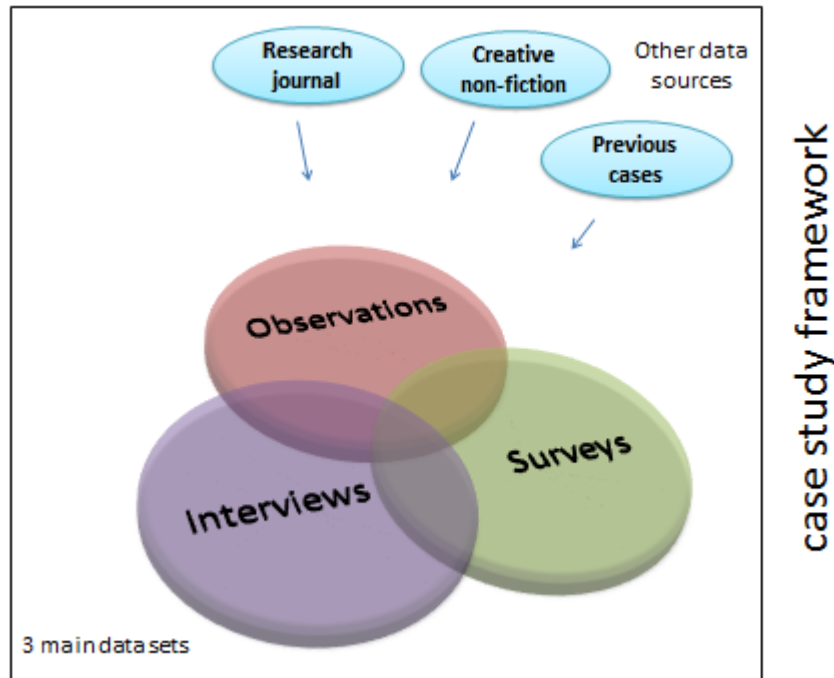 Research
journal
Creative
non-fiction
Other data
sources
Previous
cases
Observations
Surveys
Interviews
3 main data sets
case study framework